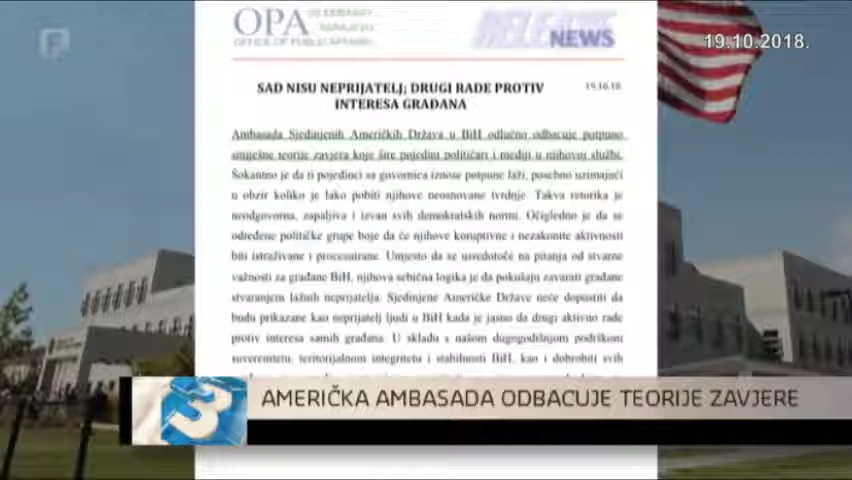 OPA
US EMBASSY
SARAJEVO
OFFICE OF PUBLIC AFFAIRS
RELEASE
NEWS
19.10.2018.
SAD NISU NEPRIJATELJ; DRUGI RADE PROTIV
INTERESA GRAĐANA
19.10.18
Ambasada Sjedinjenih Američkih Država u BiH odlučno odbacuje potpuno
smiješne teorije zavjera koje šire pojedini političari i mediji u njihovoj službi.
Šokantno je da ti pojedinci sa govornica iznose potpune laži, posebno uzimajući
u obzir koliko je lako pobiti njihove neosnovane tvrdnje. Takva retorika je
neodgovorna, zapaljiva i izvan svih demokratskih normi. Očigledno je da se
određene političke grupe boje da će njihove koruptivne i nezakonite aktivnosti
biti istraživane i procesuirane. Umjesto da se usredotoče na pitanja od stvarne
važnosti za građane BiH, njihova sebična logika je da pokušaju zavarati građane
stvaranjem lažnih neprijatelja. Sjedinjene Američke Države neće dopustiti da
budu prikazane kao neprijatelj ljudi u BiH kada je jasno da drugi aktivno rade
protiv interesa samih građana. U skladu s našom dugogodišnjom podrškom
suverenitetu, teritorijalnom integritetu i stabilnosti BiH, kao i dobrobiti svih
3
AMERIČKA AMBASADA ODBACUJE TEORIJE ZAVJERE